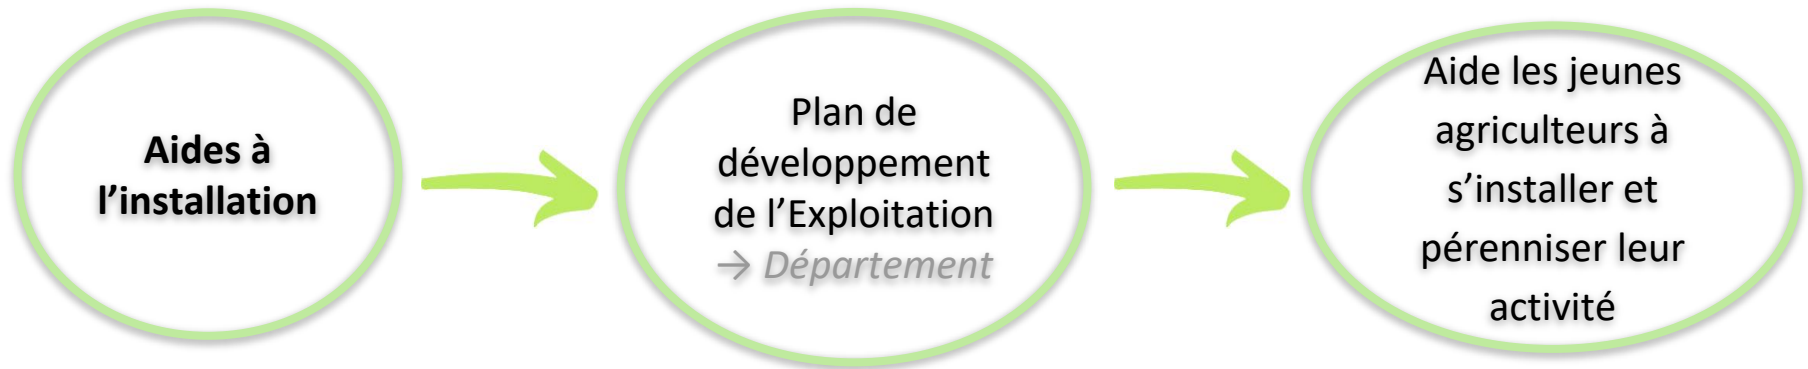 Aides à
l’installation
Plan de
développement
de l’Exploitation
→ Département
Aide les jeunes
agriculteurs à
s’installer et
pérenniser leur
activité